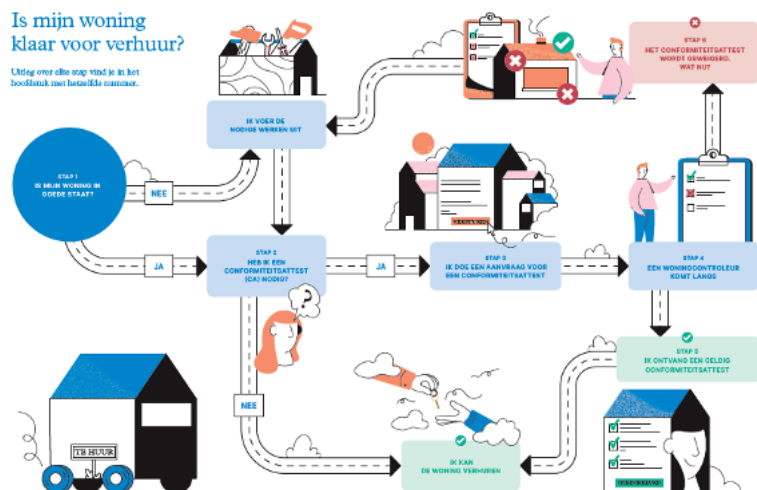 Is mijn woning
klaar voor verhuur?
Uitleg over elke stap vind je in het
hoofdstuk met hetzelfde nummer.
STAP 1
IS MIJN WONING IN
GOEDE STAAT?
NEE
JA
IK VOER DE
NODIGE WERKEN UIT
STAP 2
HEB IK EEN
CONFORMITEITSATTEST
(CA) NODIG?
?
JA
NEE
STAP 3
IK DOE EEN AANVRAAG VOOR
EEN CONFORMITEITSATTEST
STAP 4
EEN WONINGCONTROLEUR
KOMT LANGS
STAP 5
IK ONTVANG EEN GELDIG
CONFORMITEITSATTEST
HET CONFORMITEITSATTEST
WORDT GEWEIGERD.
WAT NU?
IK KAN
DE WONING VERHUREN
TE HUUR